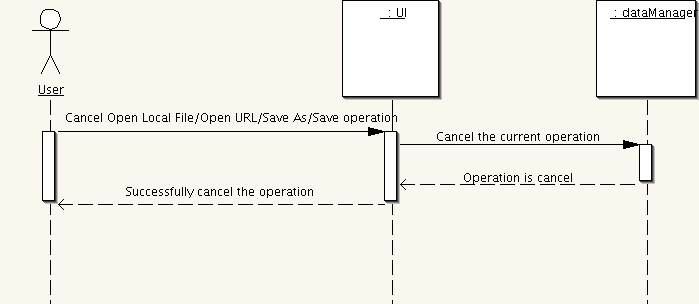 _ : UI
_ : dataManager
User
Cancel Open Local File/Open URL/Save As/Save operation
Cancel the current operation
Operation is cancel
Successfully cancel the operation